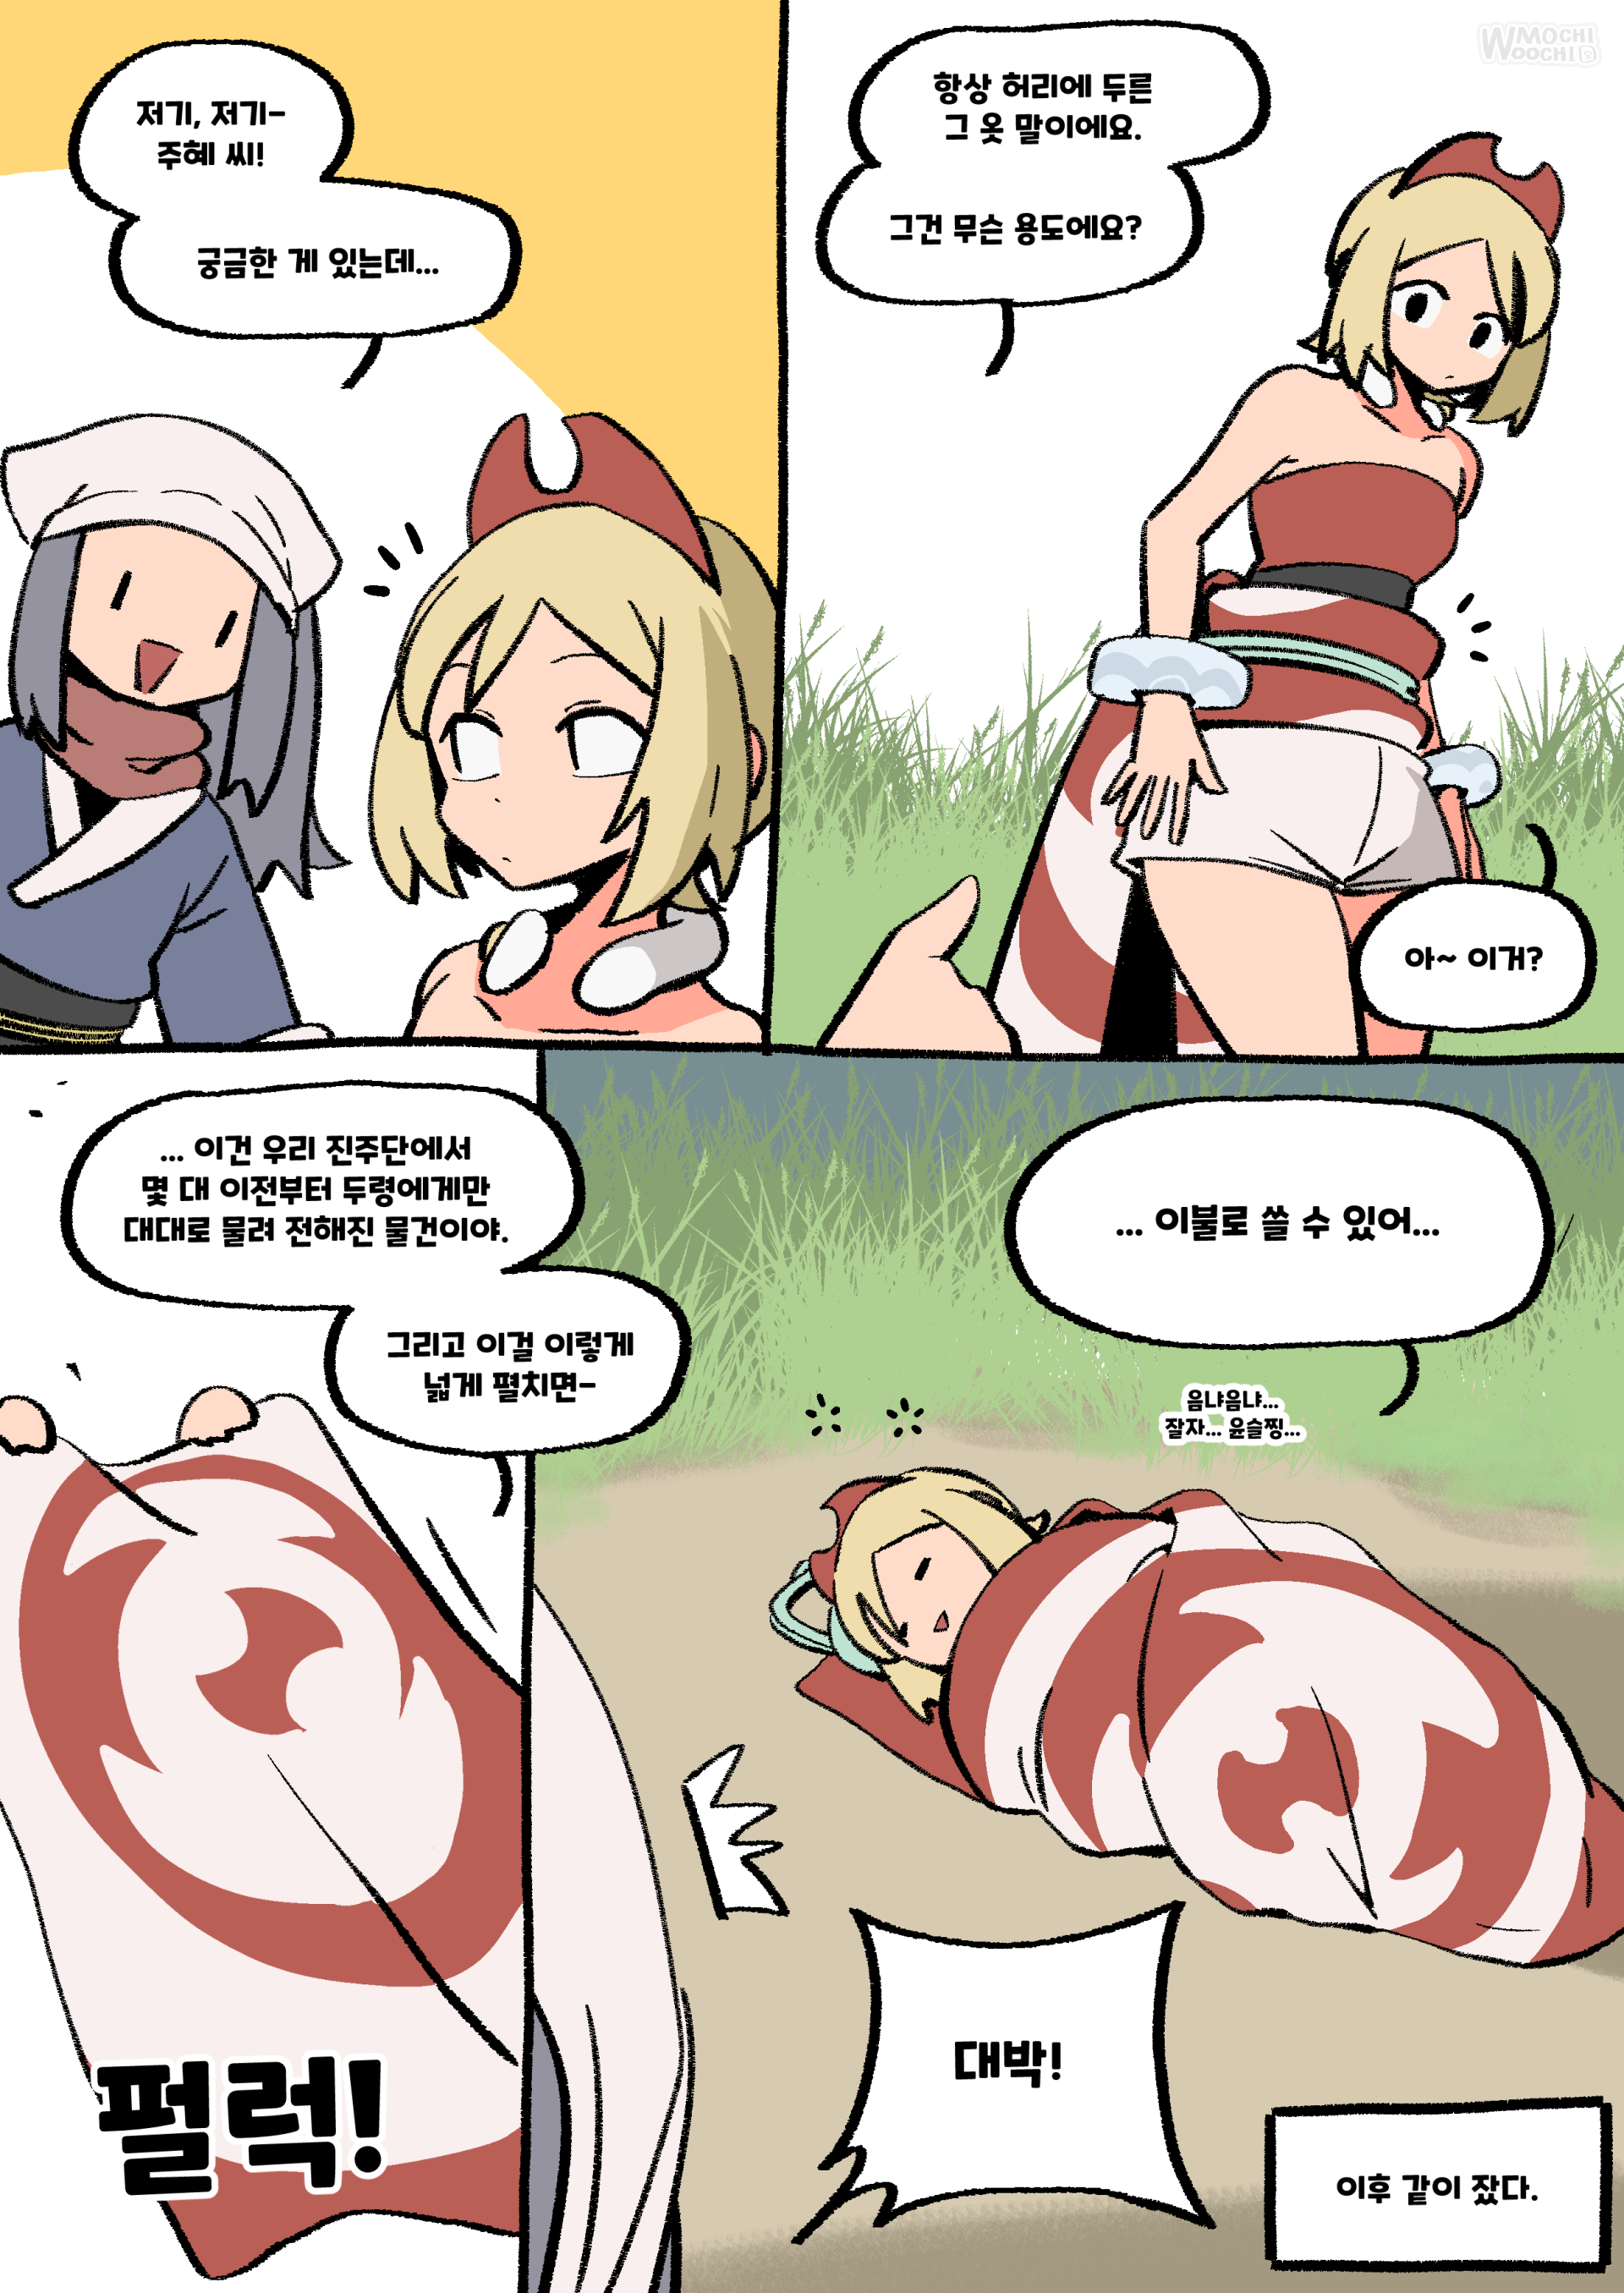 저기, 저기-
주혜 씨!
궁금한 게 있는데...
항상 허리에 두른
그 옷 말이에요.
그건 무슨 용도에요?
WMOCHI
WOOCHI
아~ 이거?
... 이건 우리 진주단에서
몇 대 이전부터 두령에게만
대대로 물려 전해진 물건이야.
그리고 이걸 이렇게
넓게 펼치면-
펄럭!
... 이불로 쓸 수 있어...
음냐음냐...
잘자... 윤슬찡...
대박!
이후 같이 잤다.